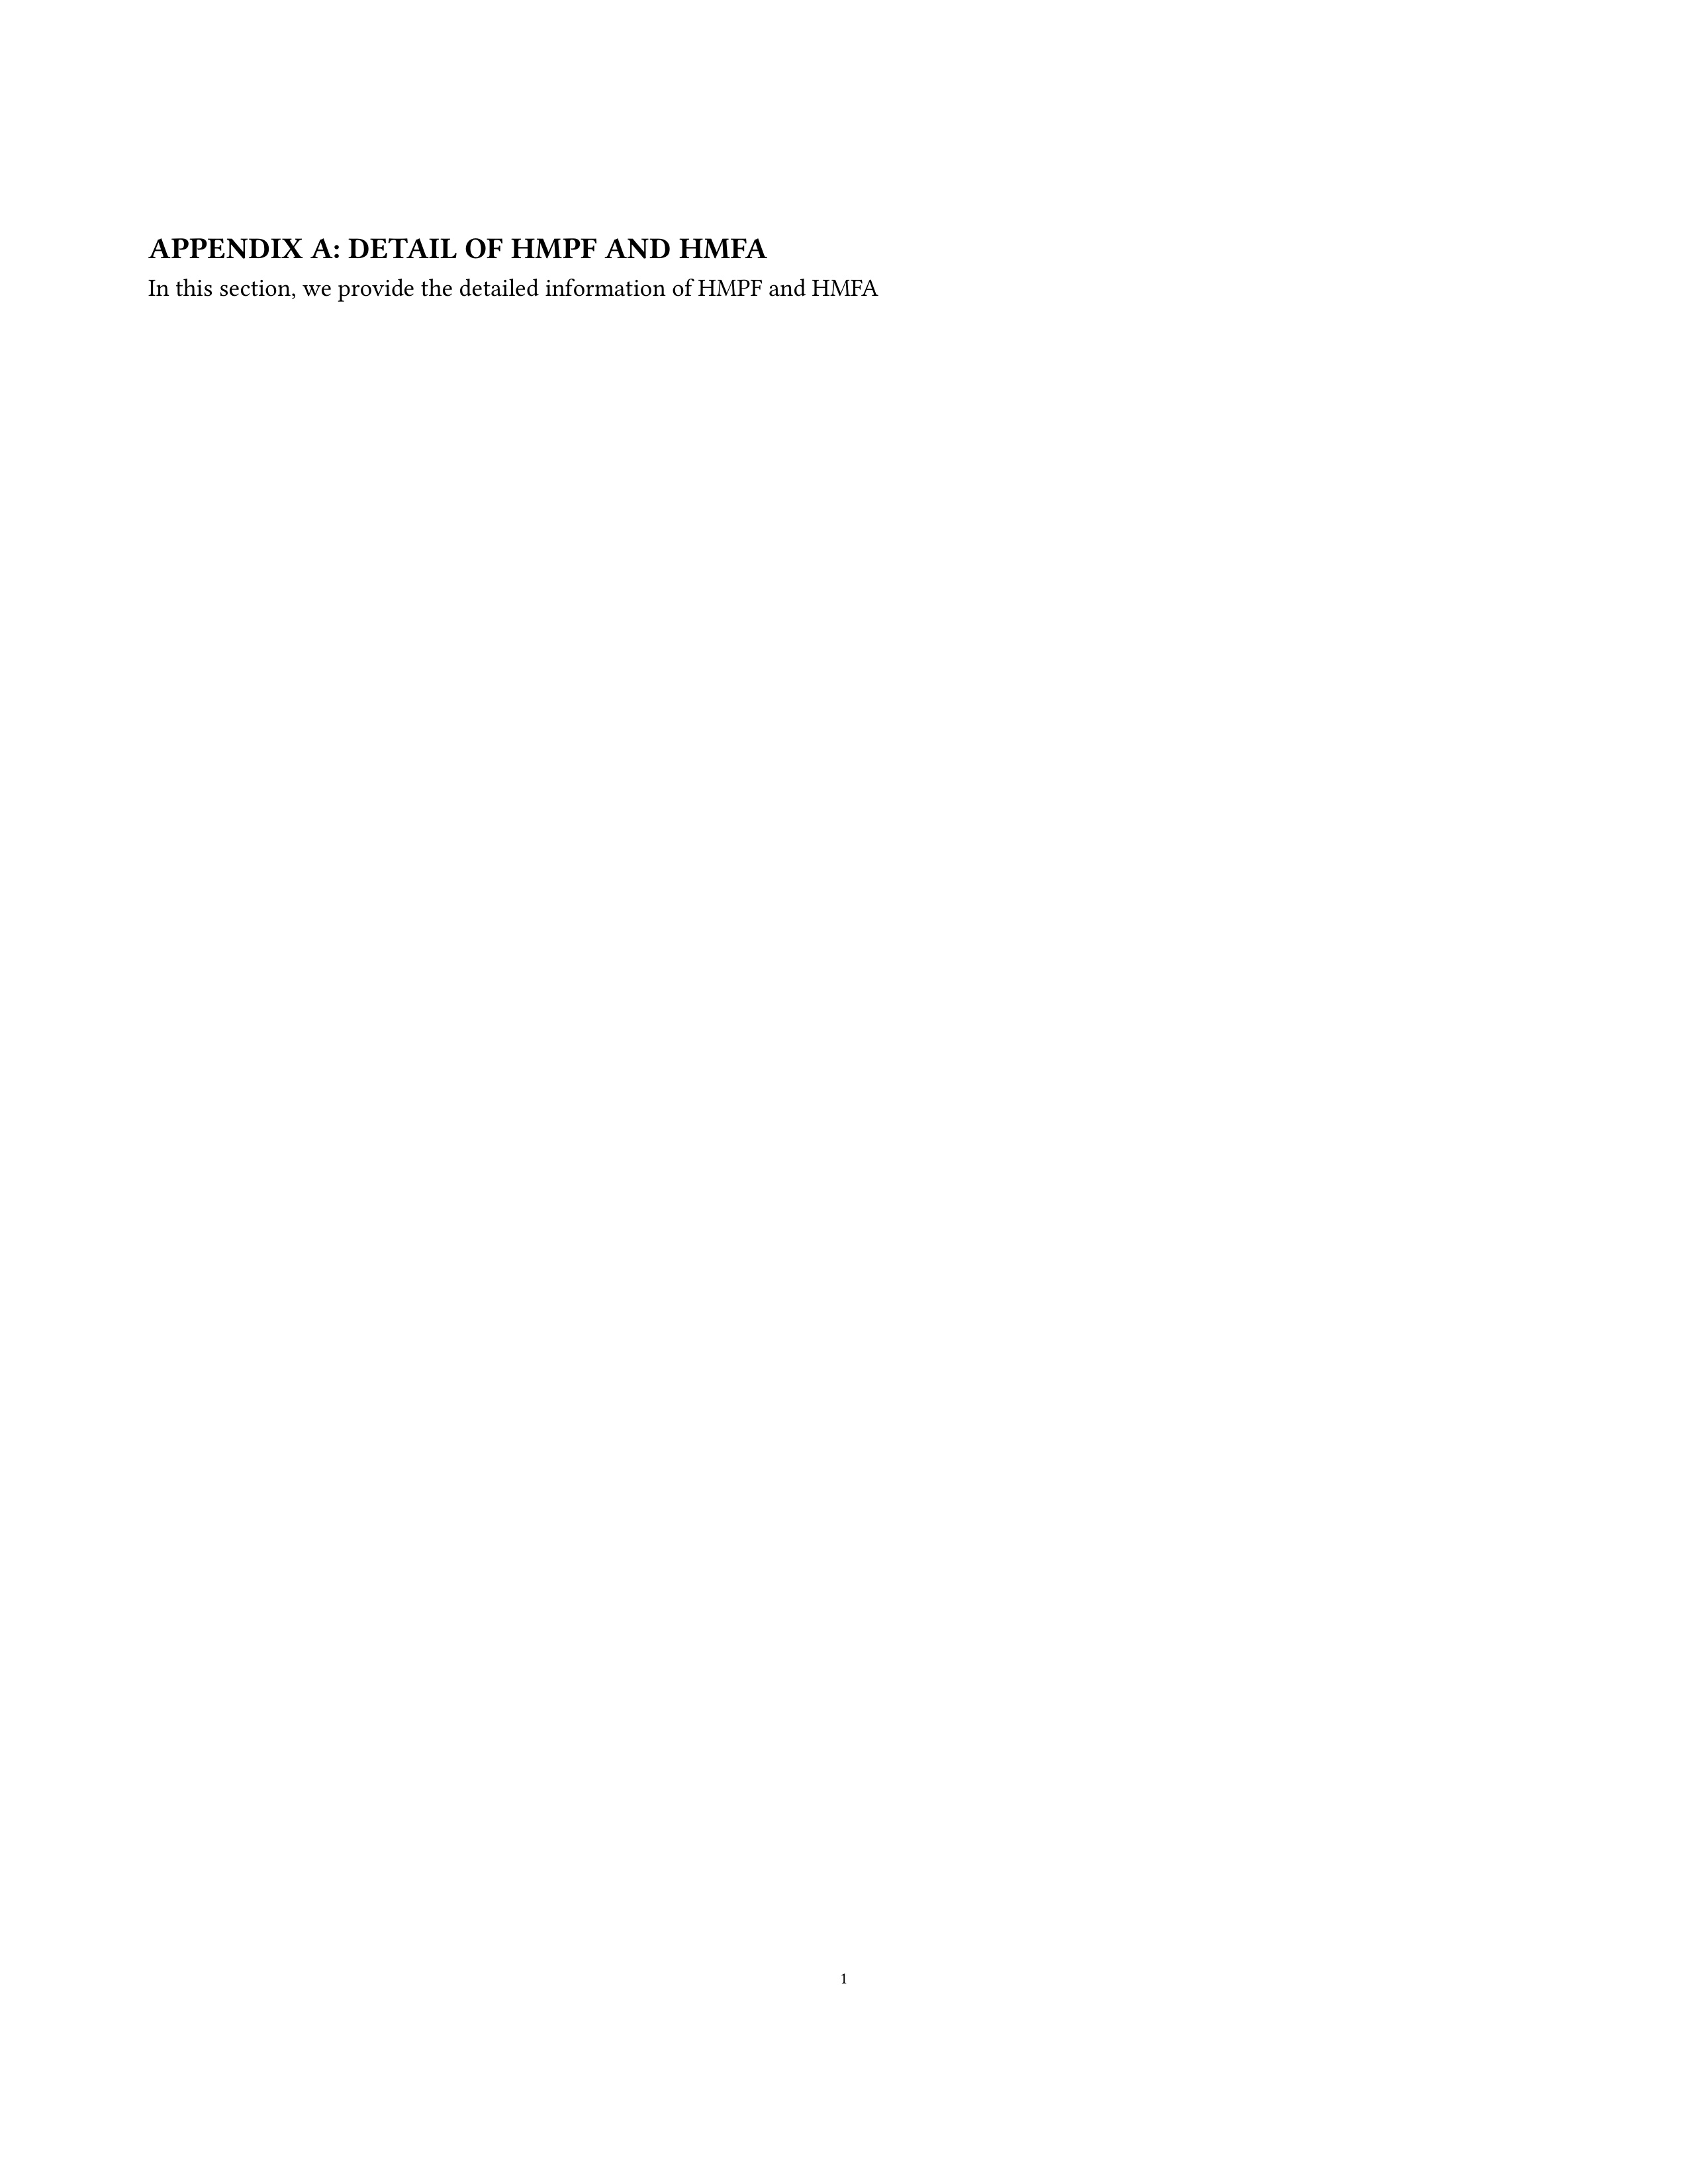 APPENDIX A: DETAIL OF HMPF AND HMFA
In this section, we provide the detailed information of HMPF and HMFA
1